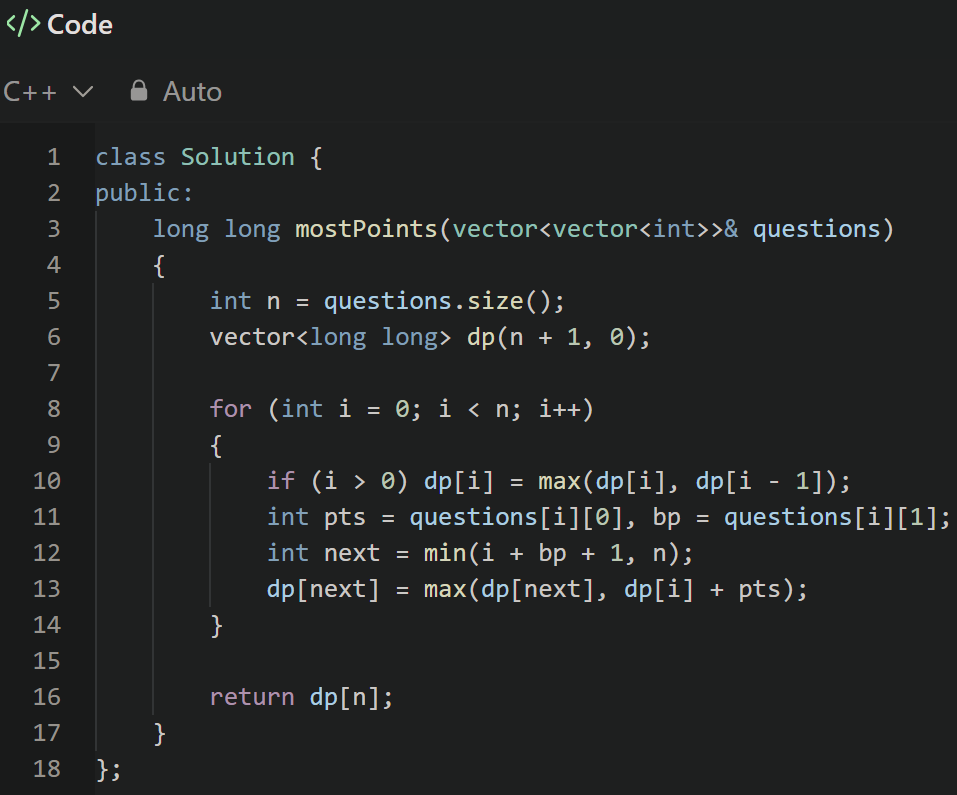 </> Code
C++ Auto
1 class Solution {
2 public:
3     long long mostPoints(vector<vector<int>>& questions)
4     {
5         int n = questions.size();
6         vector<long long> dp(n + 1, 0);
7
8         for (int i = 0; i < n; i++)
9         {
10             if (i > 0) dp[i] = max(dp[i], dp[i - 1]);
11             int pts = questions[i][0], bp = questions[i][1];
12             int next = min(i + bp + 1, n);
13             dp[next] = max(dp[next], dp[i] + pts);
14         }
15
16         return dp[n];
17     }
18 };